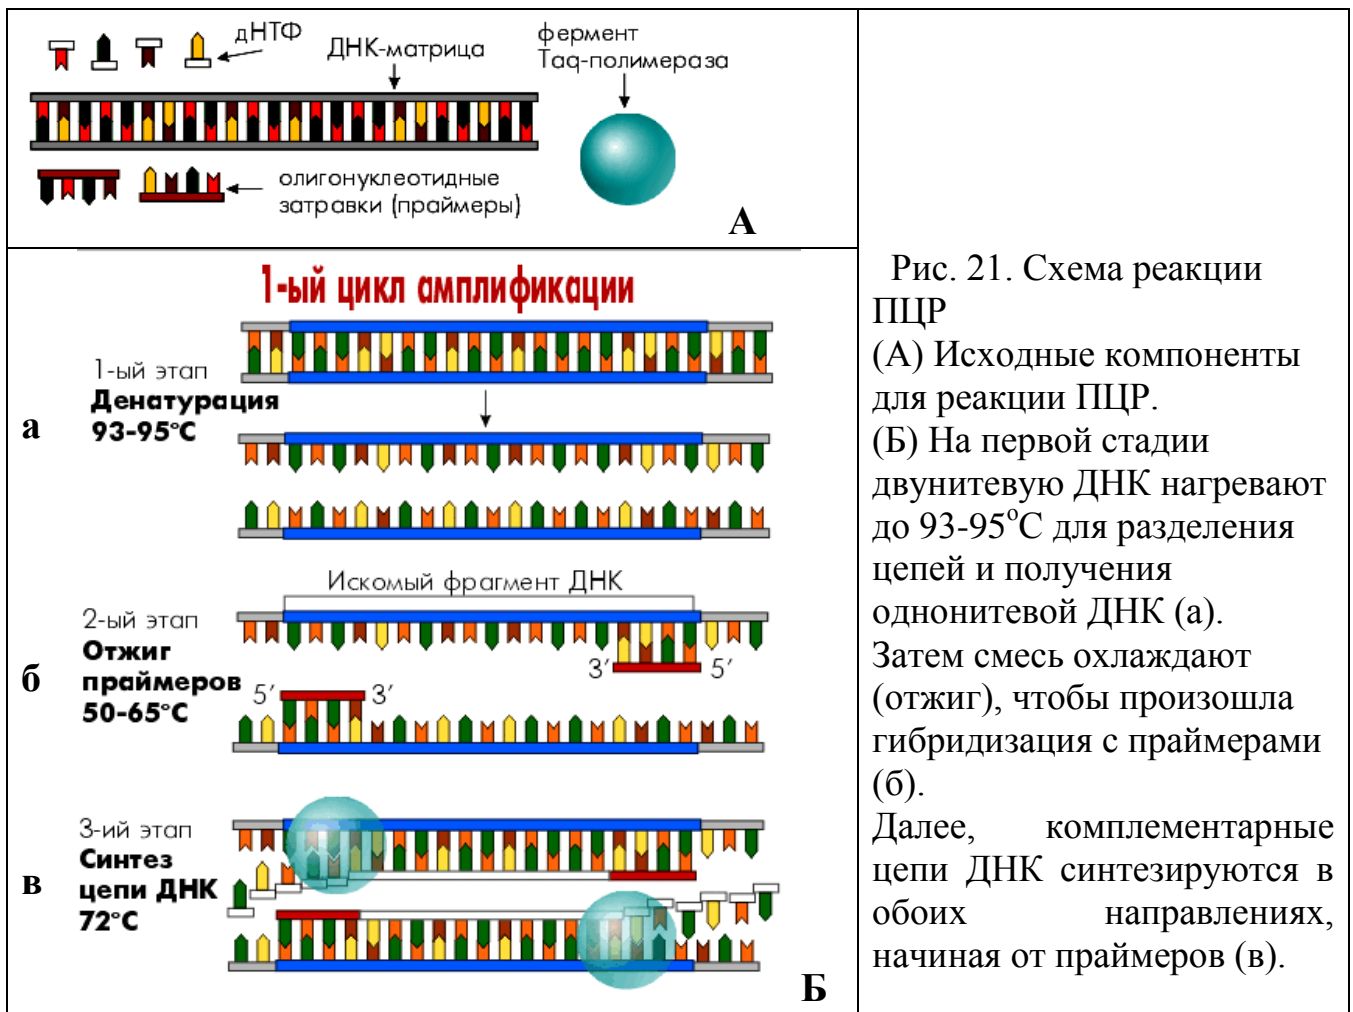 дНТФ
ДНК-матрица
фермент
Taq-полимераза
олигонуклеотидные
затравки (праймеры)
А
1-ый цикл амплификации
а
1-ый этап
Денатурация
93-95°C
Искомый фрагмент ДНК
б
2-ый этап
Отжиг
праймеров
50-65°C
3′ 5′
5′ 3′
в
3-ий этап
Синтез
цепи ДНК
72°C
Б
Рис. 21. Схема реакции
ПЦР
(А) Исходные компоненты
для реакции ПЦР.
(Б) На первой стадии
двунитевую ДНК нагревают
до 93-95°С для разделения
цепей и получения
однонитевой ДНК (а).
Затем смесь охлаждают
(отжиг), чтобы произошла
гибридизация с праймерами
(б).
Далее, комплементарные
цепи ДНК синтезируются в
обоих направлениях,
начиная от праймеров (в).